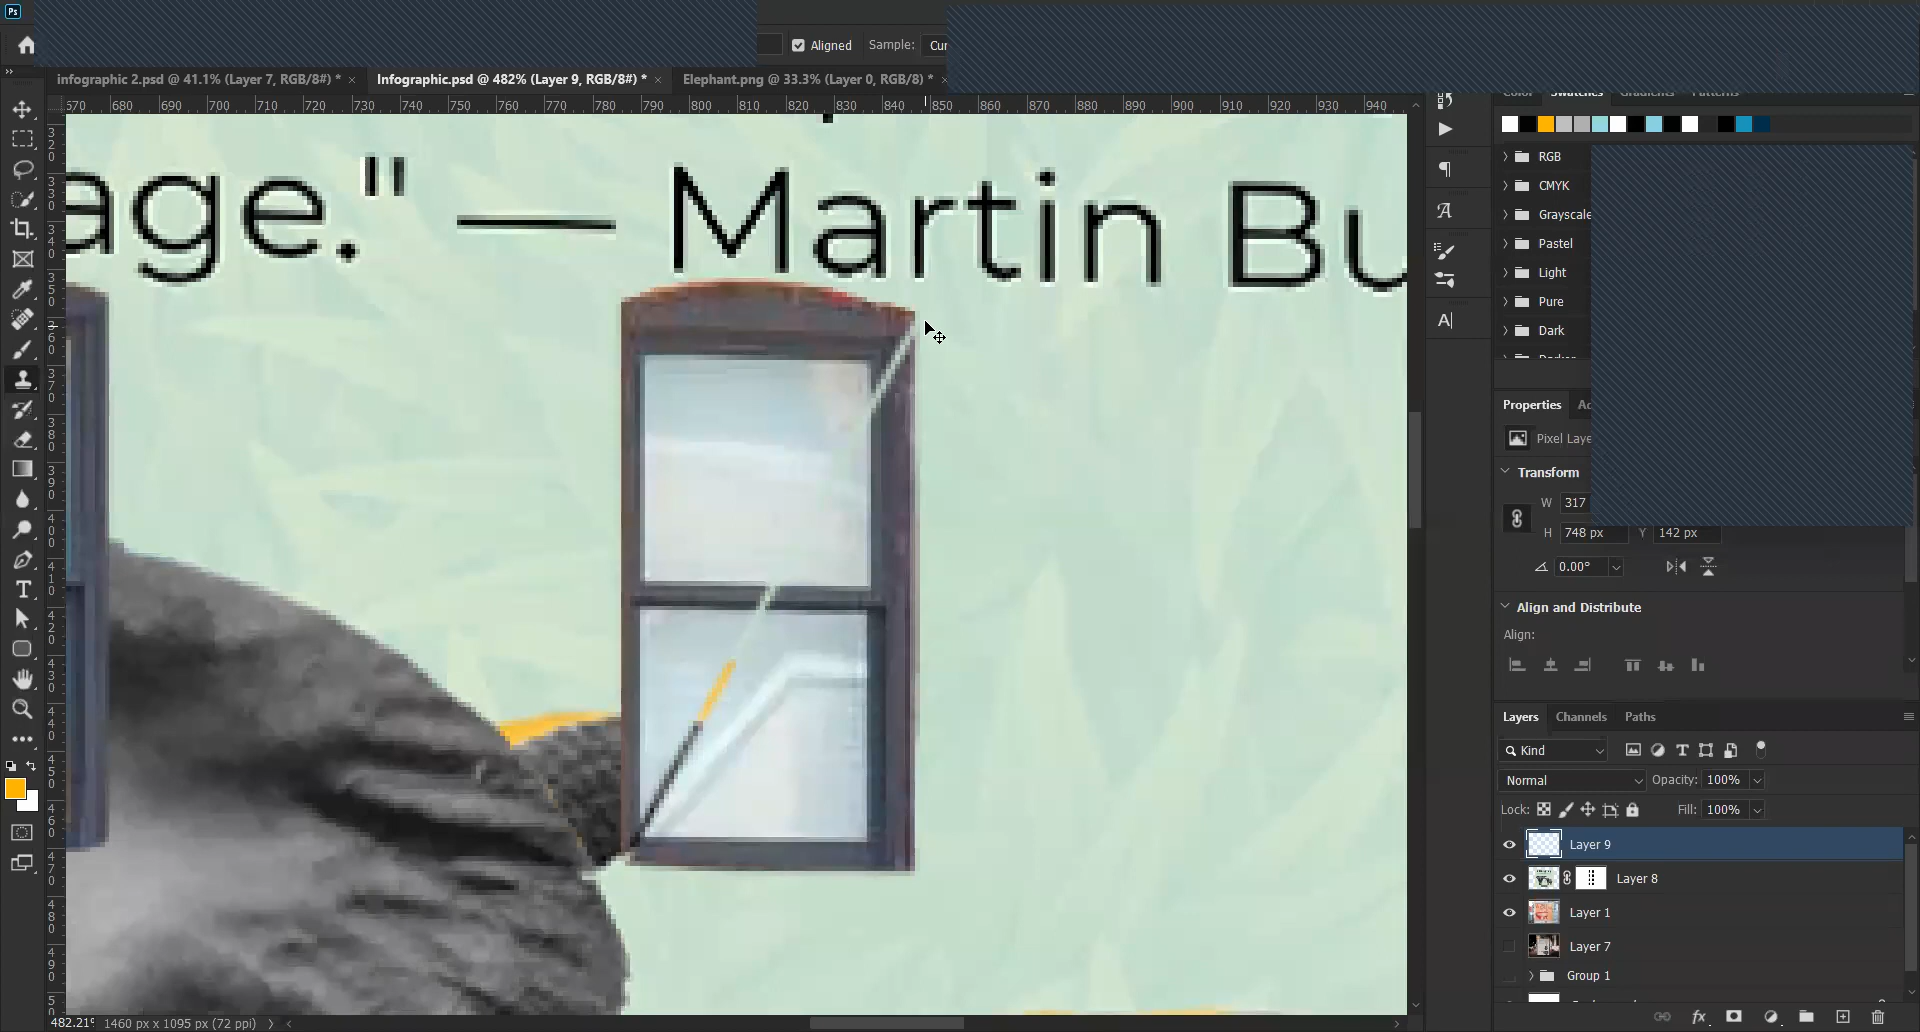 Ps
Aligned Sample:
infographic 2.psd @ 41.1% (Layer 7, RGB/8#) * × Infographic.psd @ 482% (Layer 9, RGB/8#) * × Elephant.png @ 33.3% (Layer 0, RGB/8) *
670 680 690 700 710 720 730 740 750 760 770 780 790 800 810 820 830 840 850 860 870 880 890 900 910 920 930 940
age." — Martin Bu
RGB
CMYK
Grayscale
Pastel
Light
Pure
Dark
Properties
Pixel Laye
Transform
W 317
H 748 px Y 142 px
0.00°
Align and Distribute
Align:
Layers Channels Paths
Kind
Normal Opacity: 100%
Lock: Fill: 100%
Layer 9
Layer 8
Layer 1
Layer 7
Group 1
482.21% 1460 px x 1095 px (72 ppi)